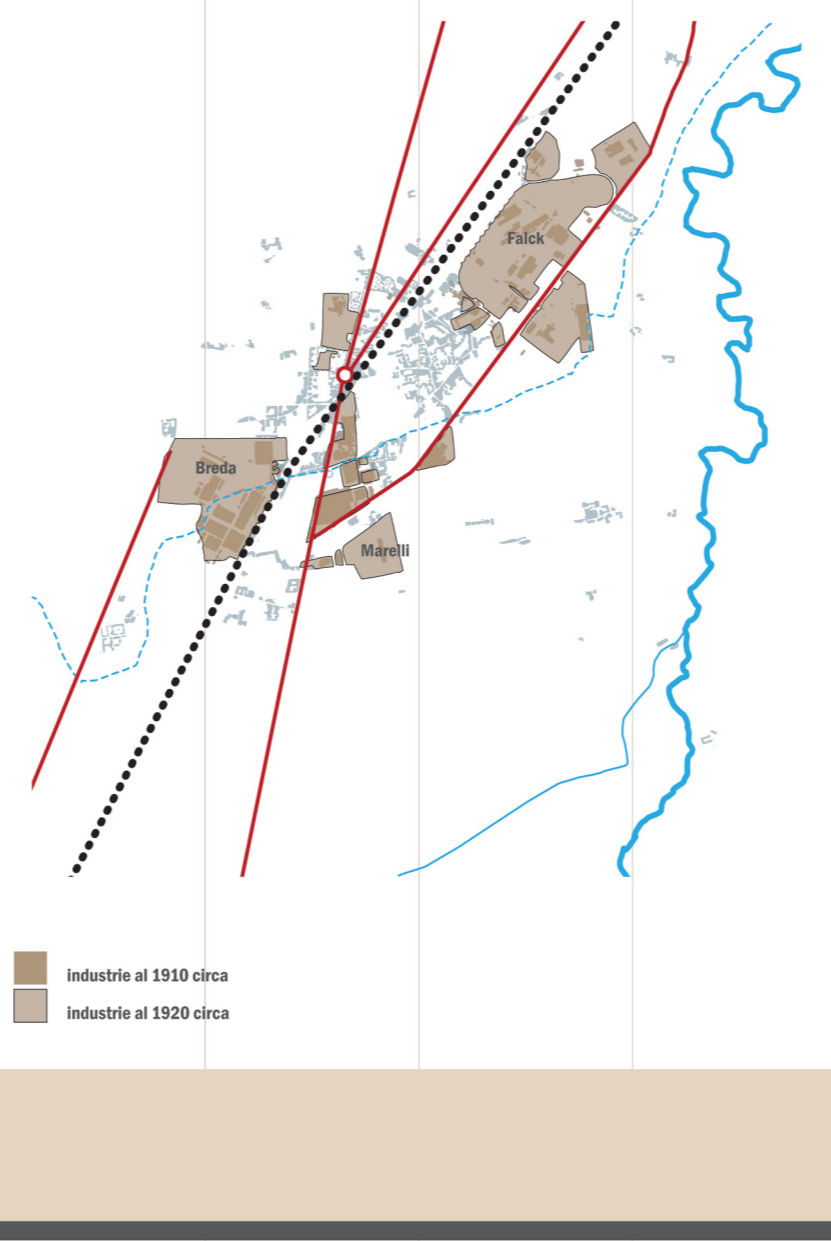 Falck
Breda
Marelli
industrie al 1910 circa
industrie al 1920 circa